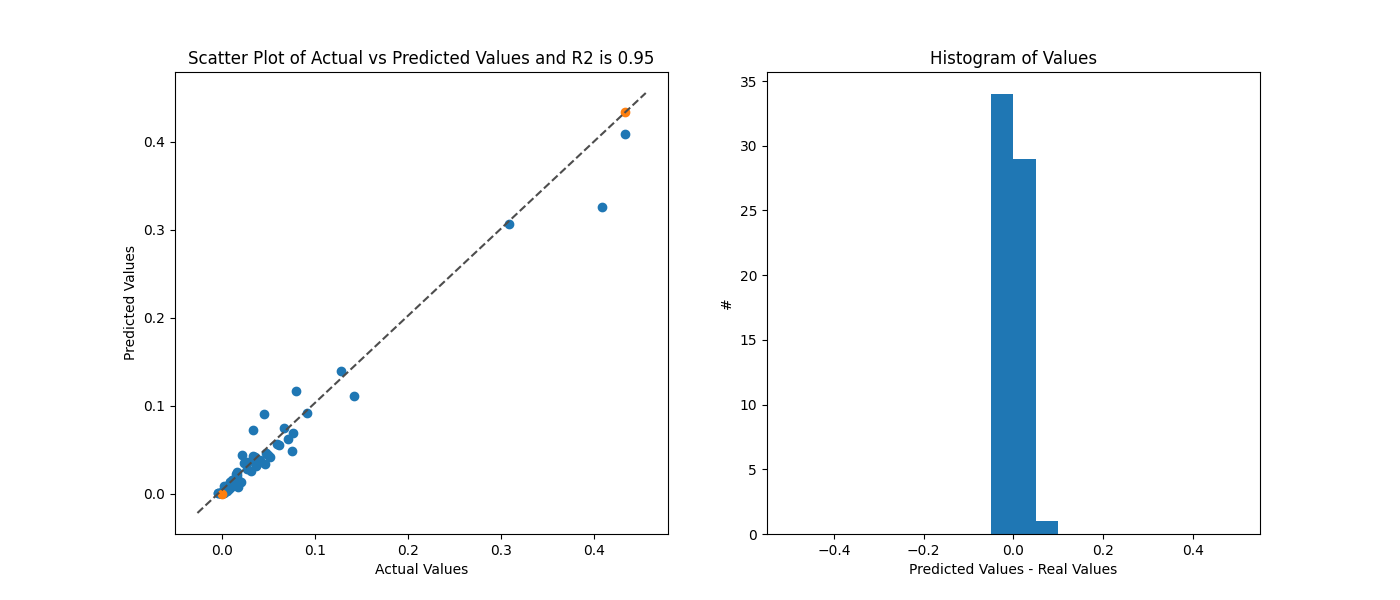 Scatter Plot of Actual vs Predicted Values and R2 is 0.95
0.4
0.3
0.2
0.1
0.0
Predicted Values
0.0 0.1 0.2 0.3 0.4
Actual Values
Histogram of Values
35
30
25
20
15
10
5
0
#
−0.4 −0.2 0.0 0.2 0.4
Predicted Values - Real Values